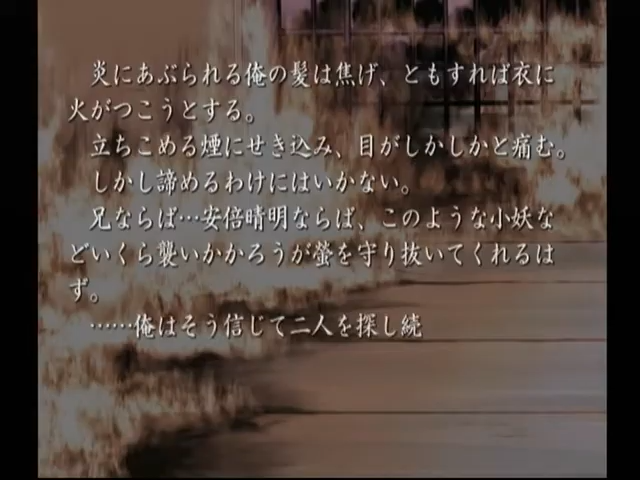 炎にあぶられる俺の髪は焦げ、ともすれば衣に
火がつこうとする。
立ちこめる煙にせき込み、目がしかしかと痛む。
しかし諦めるわけにはいかない。
兄ならば…安倍晴明ならば、このような小妖な
どいくら襲いかかろうが螢を守り抜いてくれるは
ず。
……俺はそう信じて二人を探し続